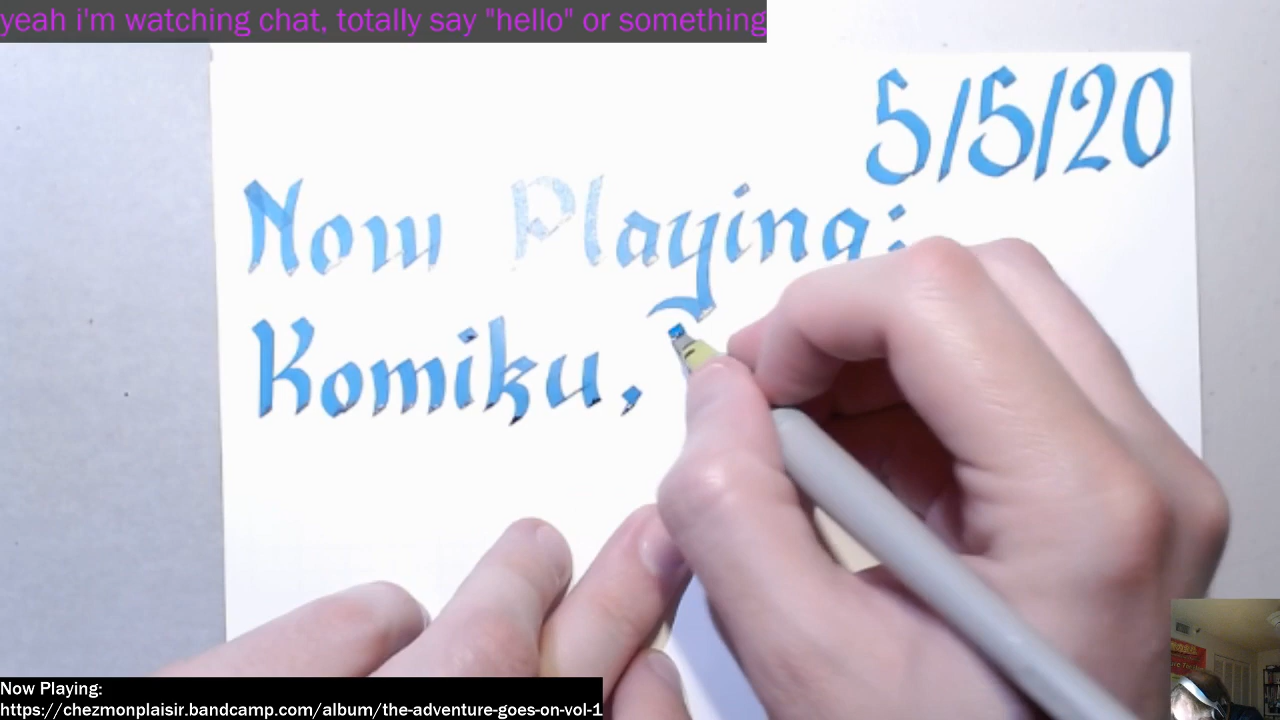 yeah i'm watching chat, totally say "hello" or something
5/5/20
Now Playing:
Komiku,
Now Playing:
https://chezmonplaisir.bandcamp.com/album/the-adventure-goes-on-vol-1